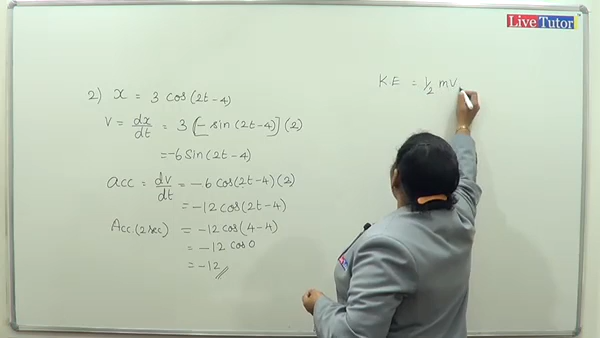 Live Tutor
2) x = 3 cos(2t-4)
V = dx/dt = 3[-sin(2t-4)](2)
= -6 sin(2t-4)
acc = dv/dt = -6 cos(2t-4)(2)
= -12 cos(2t-4)
Acc.(2 sec) = -12 cos(4-4)
= -12 cos 0
= -12//
KE = 1/2 mV